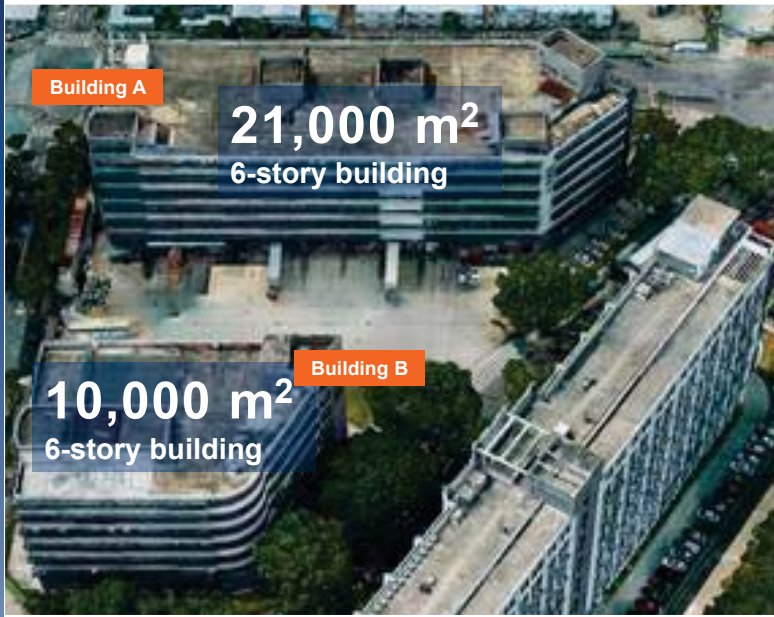 Building A
21,000 m²
6-story building
Building B
10,000 m²
6-story building